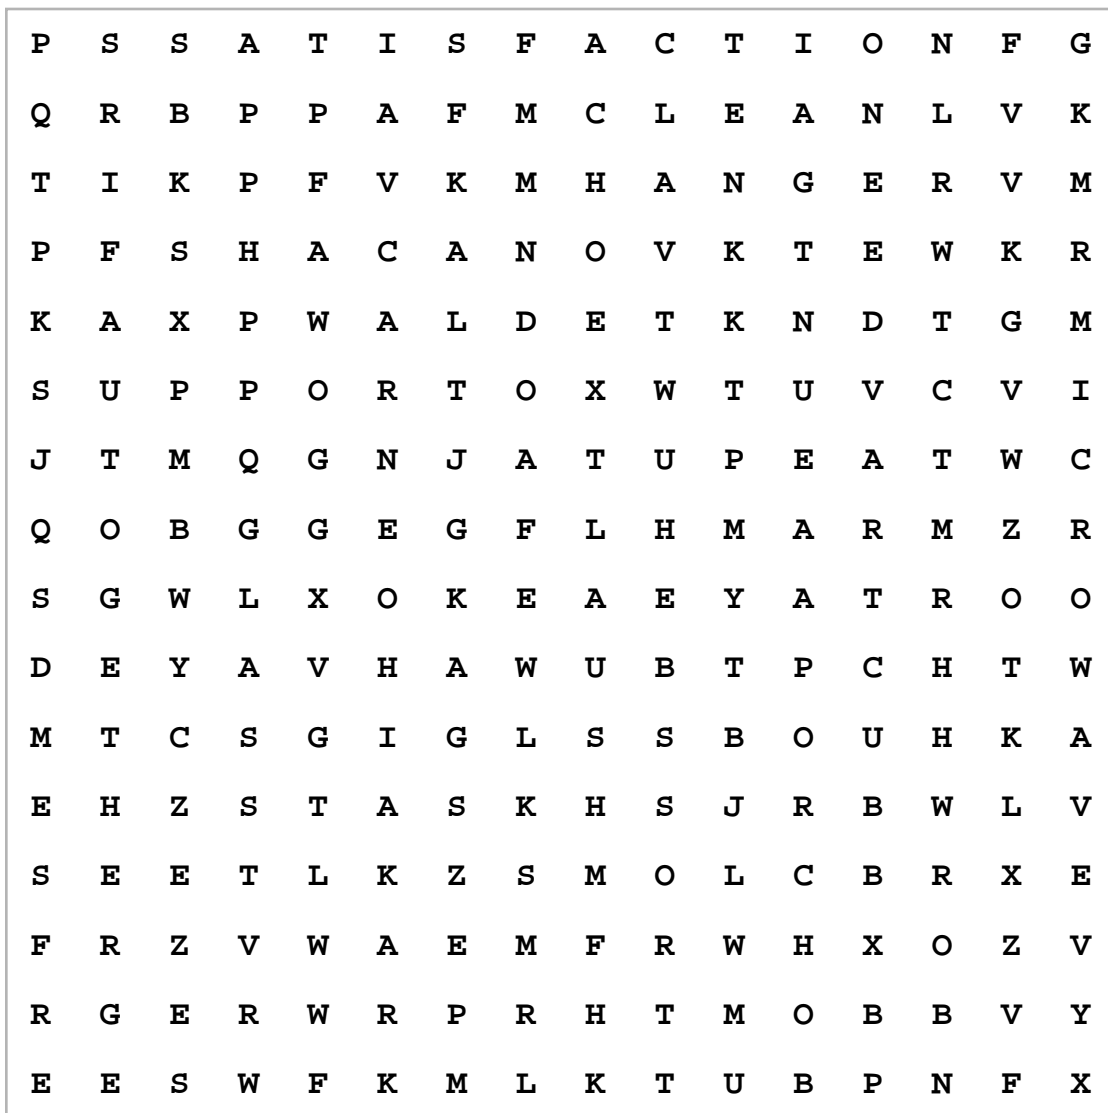 P S S A T I S F A C T I O N F G
Q R B P P A F M C L E A N L V K
T I K P F V K M H A N G E R V M
P F S H A C A N O V K T E W K R
K A X P W A L D E T K N D T G M
S U P P O R T O X W T U V C V I
J T M Q G N J A T U P E A T W C
Q O B G G E G F L H M A R M Z R
S G W L X O K E A E Y A T R O O
D E Y A V H A W U B T P C H T W
M T C S G I G L S S B O U H K A
E H Z S T A S K H S J R B W L V
S E E T L K Z S M O L C B R X E
F R Z V W A E M F R W H X O Z V
R G E R W R P R H T M O B B V Y
E E S W F K M L K T U B P N F X